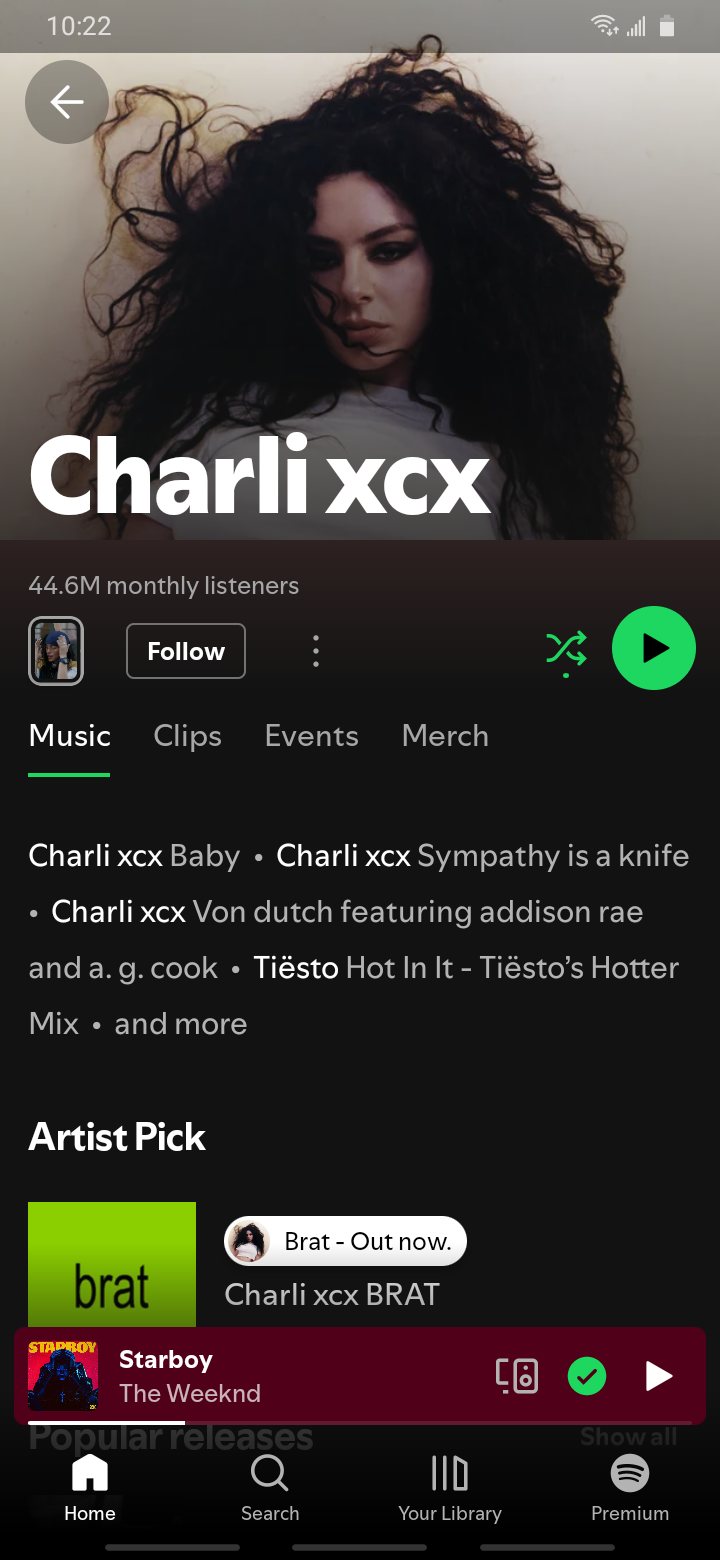 10:22
Charli xcx
44.6M monthly listeners
Follow
Music Clips Events Merch
Charli xcx Baby • Charli xcx Sympathy is a knife
• Charli xcx Von dutch featuring addison rae
and a. g. cook • Tiësto Hot In It - Tiësto’s Hotter
Mix • and more
Artist Pick
brat
Brat - Out now.
Charli xcx BRAT
STARBOY
Starboy
The Weeknd
Popular releases Show all
Home Search Your Library Premium